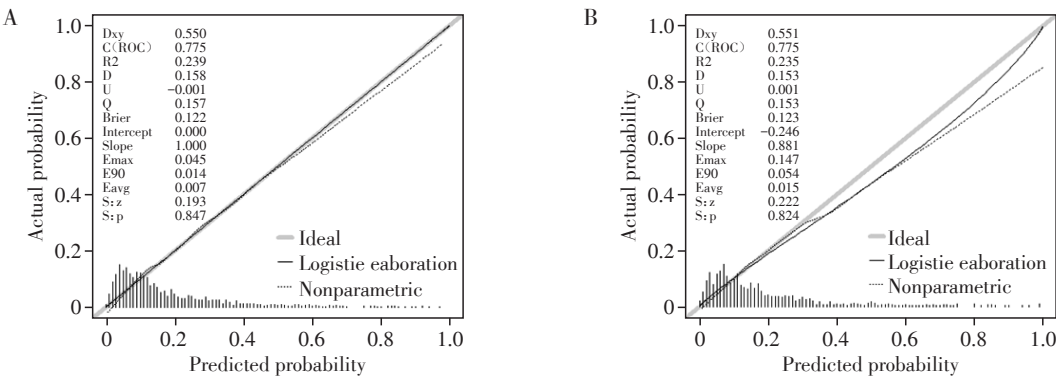 A
Actual probability
1.0
0.8
0.6
0.4
0.2
0
Dxy 0.550
C(ROC) 0.775
R2 0.239
D 0.158
U -0.001
Q 0.157
Brier 0.122
Intercept 0.000
Slope 1.000
Emax 0.045
E90 0.014
Eavg 0.007
S:z 0.193
S:p 0.847
Ideal
Logistie eaboration
Nonparametric
0 0.2 0.4 0.6 0.8 1.0
Predicted probability
B
Actual probability
1.0
0.8
0.6
0.4
0.2
0
Dxy 0.551
C(ROC) 0.775
R2 0.235
D 0.153
U 0.001
Q 0.153
Brier 0.123
Intercept -0.246
Slope 0.881
Emax 0.147
E90 0.054
Eavg 0.015
S:z 0.222
S:p 0.824
Ideal
Logistie eaboration
Nonparametric
0 0.2 0.4 0.6 0.8 1.0
Predicted probability